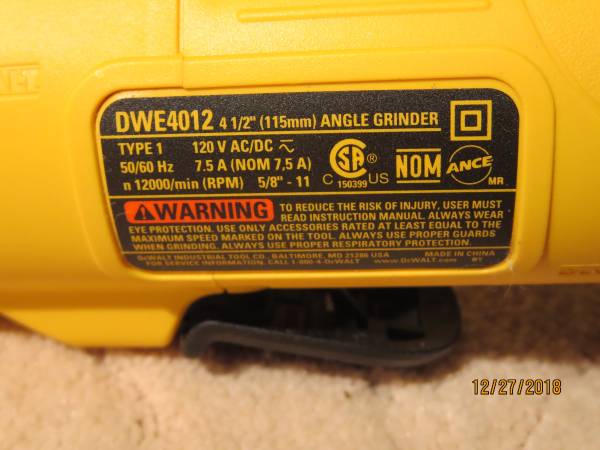 DWE4012 4 1/2" (115mm) ANGLE GRINDER
TYPE 1 120 V AC/DC ⏦
50/60 Hz 7.5 A (NOM 7,5 A)
n 12000/min (RPM) 5/8" - 11
SA ®
C 150399 US
NOM
ANCE
MR
WARNING TO REDUCE THE RISK OF INJURY, USER MUST
READ INSTRUCTION MANUAL. ALWAYS WEAR
EYE PROTECTION. USE ONLY ACCESSORIES RATED AT LEAST EQUAL TO THE
MAXIMUM SPEED MARKED ON THE TOOL. ALWAYS USE PROPER GUARDS
WHEN GRINDING. ALWAYS USE PROPER RESPIRATORY PROTECTION.
DEWALT INDUSTRIAL TOOL CO., BALTIMORE, MD 21286 USA MADE IN CHINA
FOR SERVICE INFORMATION, CALL 1-800-4-DEWALT www.DEWALT.com BY
12/27/2018